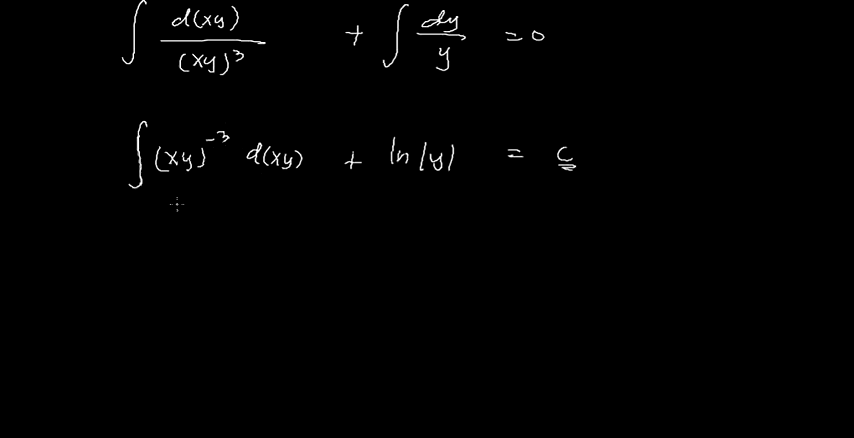 ∫ d(xy)/(xy)³ + ∫ dy/y = 0
∫ (xy)⁻³ d(xy) + ln|y| = c